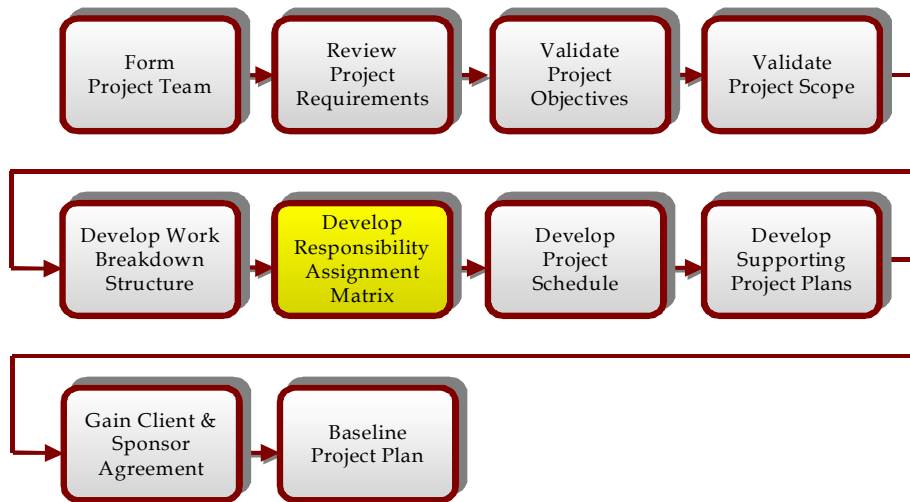 Form
Project Team
Review
Project
Requirements
Validate
Project
Objectives
Validate
Project Scope
Develop Work
Breakdown
Structure
Develop
Responsibility
Assignment
Matrix
Develop
Project
Schedule
Develop
Supporting
Project Plans
Gain Client &
Sponsor
Agreement
Baseline
Project Plan